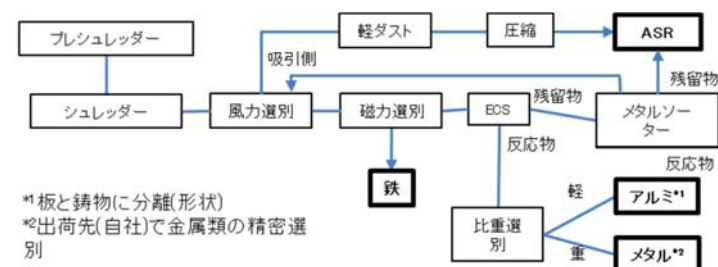 プレシュレッダー
軽ダスト
圧縮
ASR
吸引側
残留物
シュレッダー
風力選別
磁力選別
ECS
残留物
メタルソー
ター
反応物
反応物
鉄
*1板と鋳物に分離(形状)
*2出荷先(自社)で金属類の精密選
別
比重選
別
軽
アルミ*1
重
メタル*2